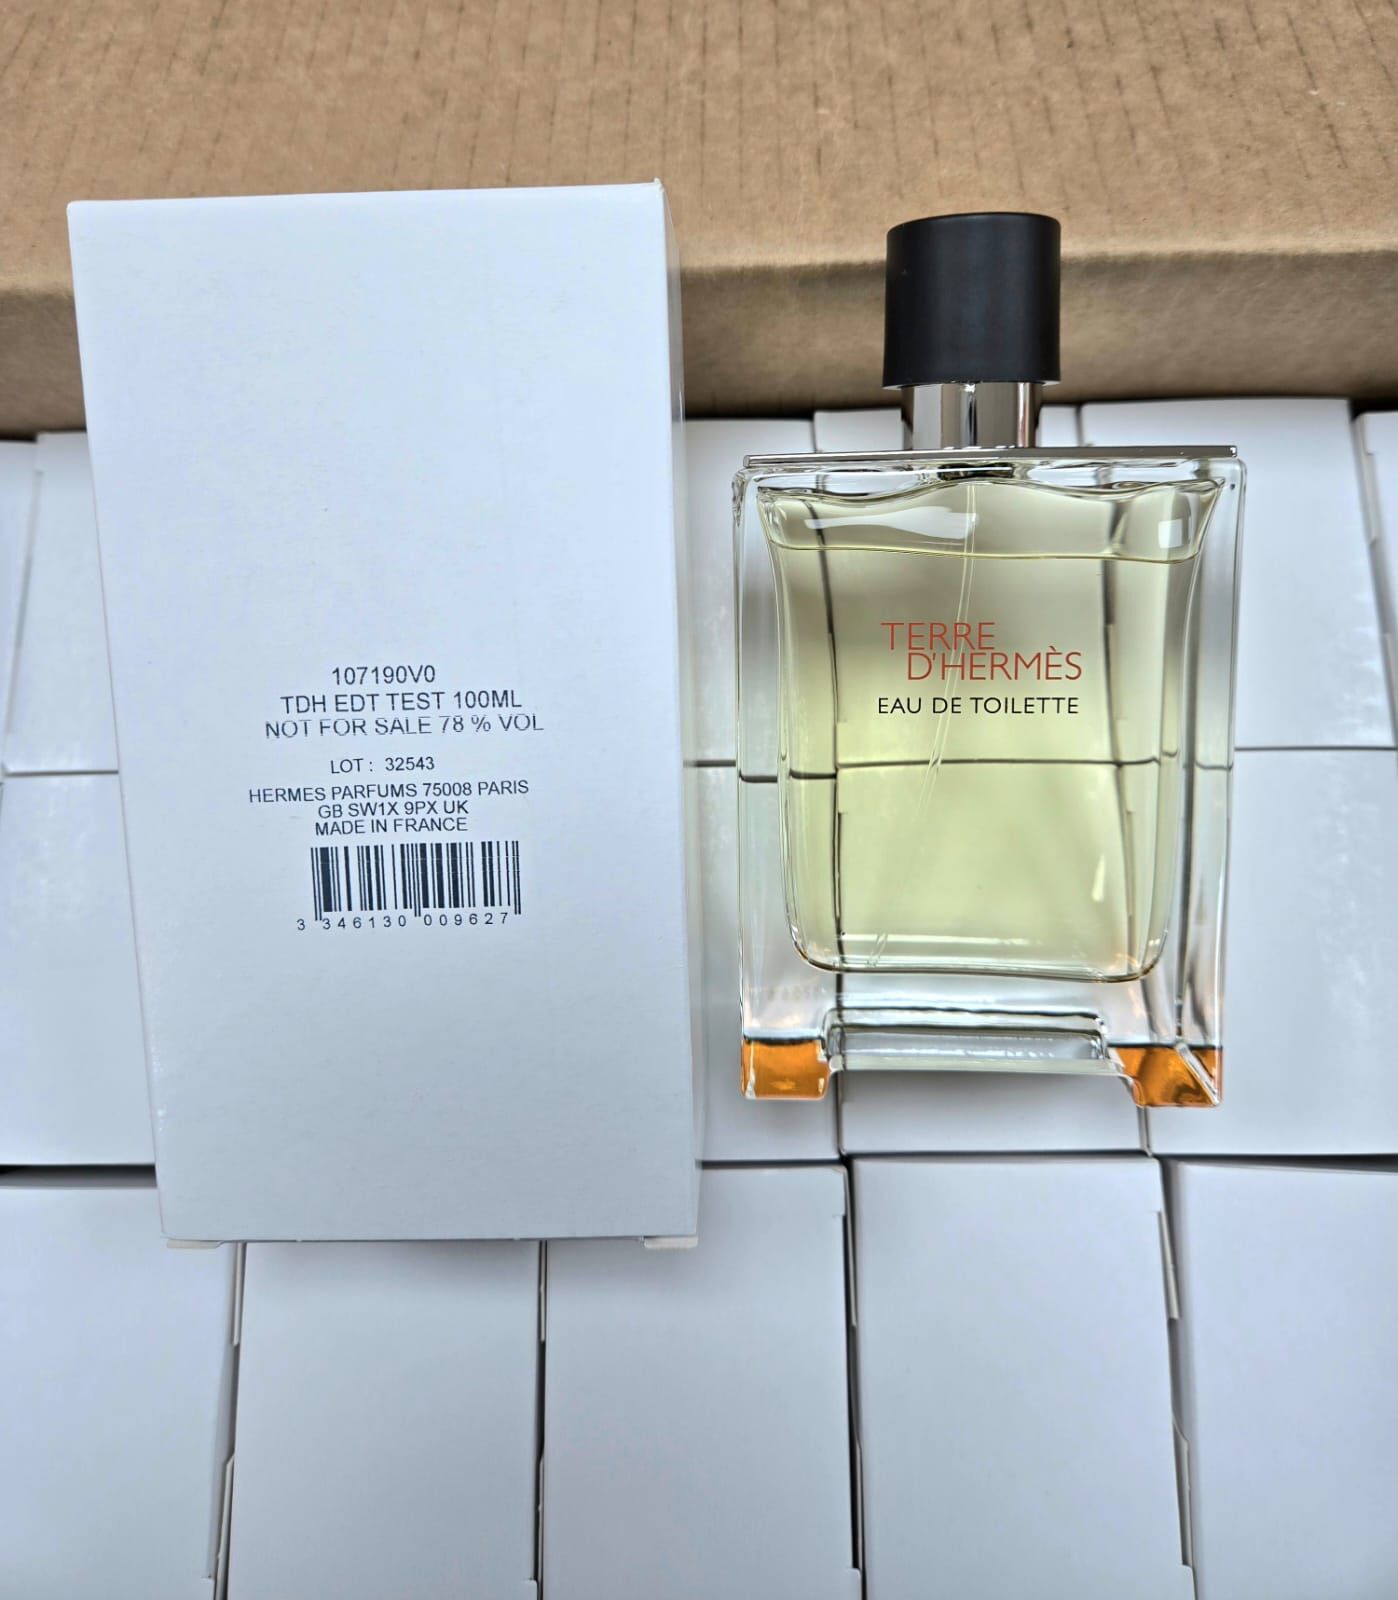 107190V0
TDH EDT TEST 100ML
NOT FOR SALE 78 % VOL
LOT : 32543
HERMES PARFUMS 75008 PARIS
GB SW1X 9PX UK
MADE IN FRANCE
3 346130 009627
TERRE
D'HERMÈS
EAU DE TOILETTE